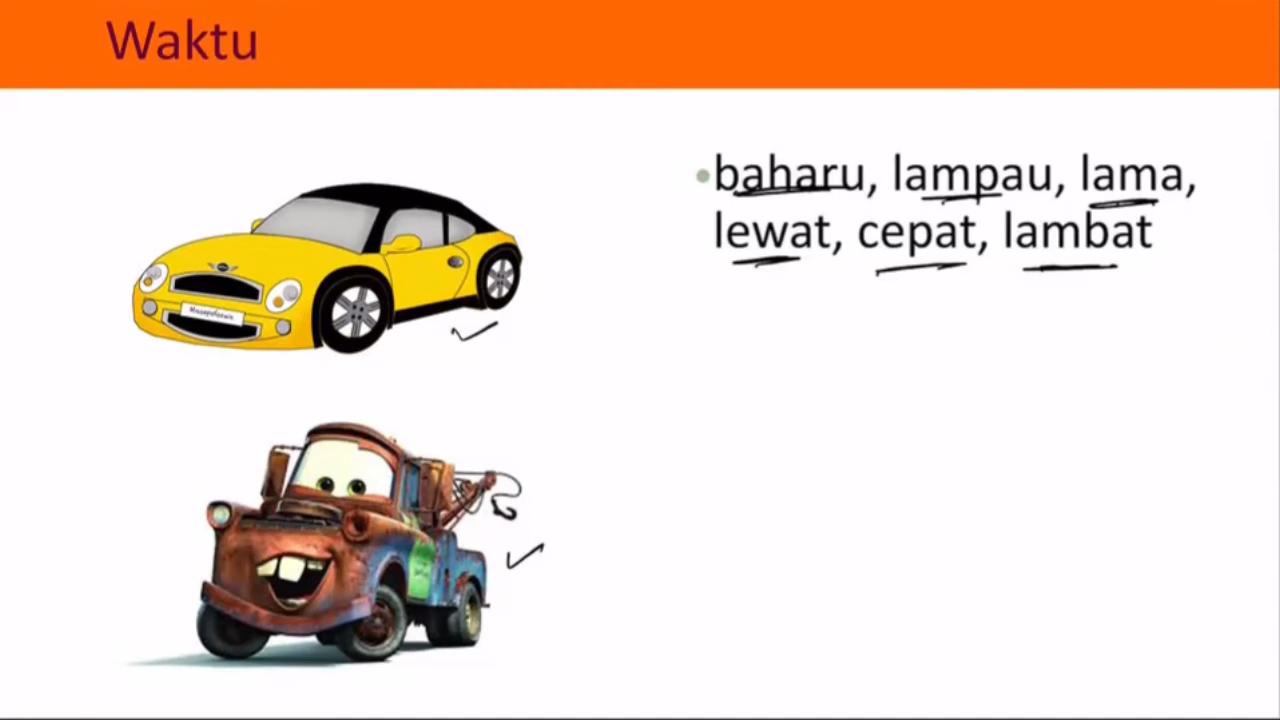 Waktu
•baharu, lampau, lama,
lewat, cepat, lambat